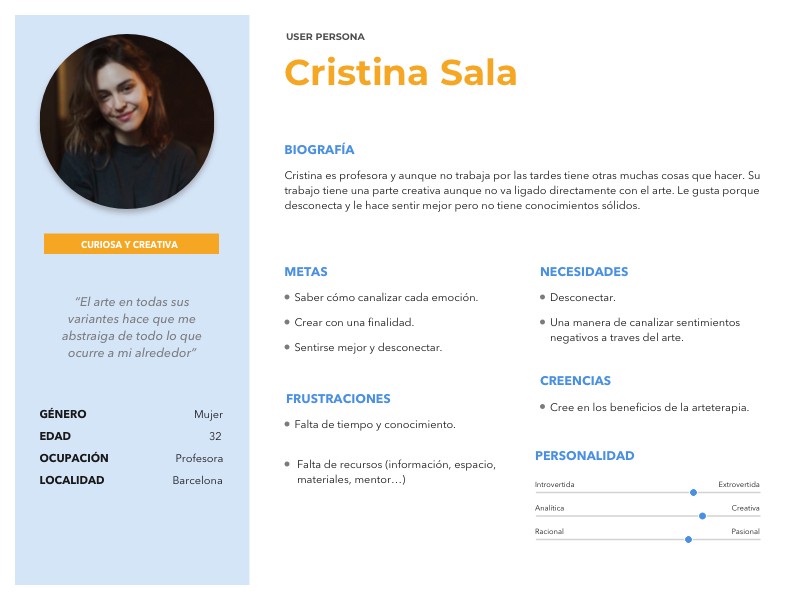 USER PERSONA
Cristina Sala
CURIOSA Y CREATIVA
“El arte en todas sus
variantes hace que me
abstraiga de todo lo que
ocurre a mi alrededor”
GÉNERO Mujer
EDAD 32
OCUPACIÓN Profesora
LOCALIDAD Barcelona
BIOGRAFÍA
Cristina es profesora y aunque no trabaja por las tardes tiene otras muchas cosas que hacer. Su
trabajo tiene una parte creativa aunque no va ligado directamente con el arte. Le gusta porque
desconecta y le hace sentir mejor pero no tiene conocimientos sólidos.
METAS
Saber cómo canalizar cada emoción.
Crear con una finalidad.
Sentirse mejor y desconectar.
FRUSTRACIONES
Falta de tiempo y conocimiento.
Falta de recursos (información, espacio,
materiales, mentor…)
NECESIDADES
Desconectar.
Una manera de canalizar sentimientos
negativos a traves del arte.
CREENCIAS
Cree en los beneficios de la arteterapia.
PERSONALIDAD
Introvertida Extrovertida
Analítica Creativa
Racional Pasional